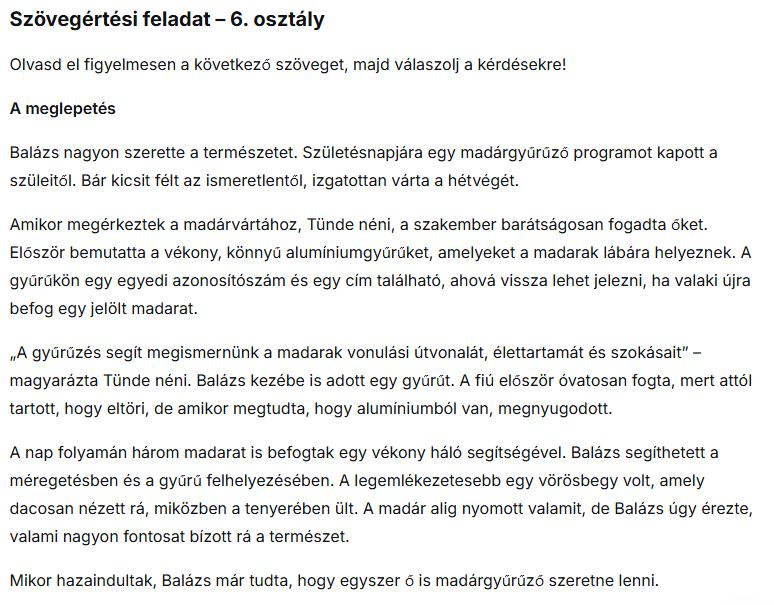 Szövegértési feladat – 6. osztály
Olvasd el figyelmesen a következő szöveget, majd válaszolj a kérdésekre!
A meglepetés
Balázs nagyon szerette a természetet. Születésnapjára egy madárgyűrűző programot kapott a
szüleitől. Bár kicsit félt az ismeretlentől, izgatottan várta a hétvégét.
Amikor megérkeztek a madárvártához, Tünde néni, a szakember barátságosan fogadta őket.
Először bemutatta a vékony, könnyű alumíniumgyűrűket, amelyeket a madarak lábára helyeznek. A
gyűrűkön egy egyedi azonosítószám és egy cím található, ahová vissza lehet jelezni, ha valaki újra
befog egy jelölt madarat.
„A gyűrűzés segít megismernünk a madarak vonulási útvonalát, élettartamát és szokásait” –
magyarázta Tünde néni. Balázs kezébe is adott egy gyűrűt. A fiú először óvatosan fogta, mert attól
tartott, hogy eltöri, de amikor megtudta, hogy alumíniumból van, megnyugodott.
A nap folyamán három madarat is befogtak egy vékony háló segítségével. Balázs segíthetett a
méregetésben és a gyűrű felhelyezésében. A legemlékezetesebb egy vörösbegy volt, amely
dacosan nézett rá, miközben a tenyerében ült. A madár alig nyomott valamit, de Balázs úgy érezte,
valami nagyon fontosat bízott rá a természet.
Mikor hazaindultak, Balázs már tudta, hogy egyszer ő is madárgyűrűző szeretne lenni.